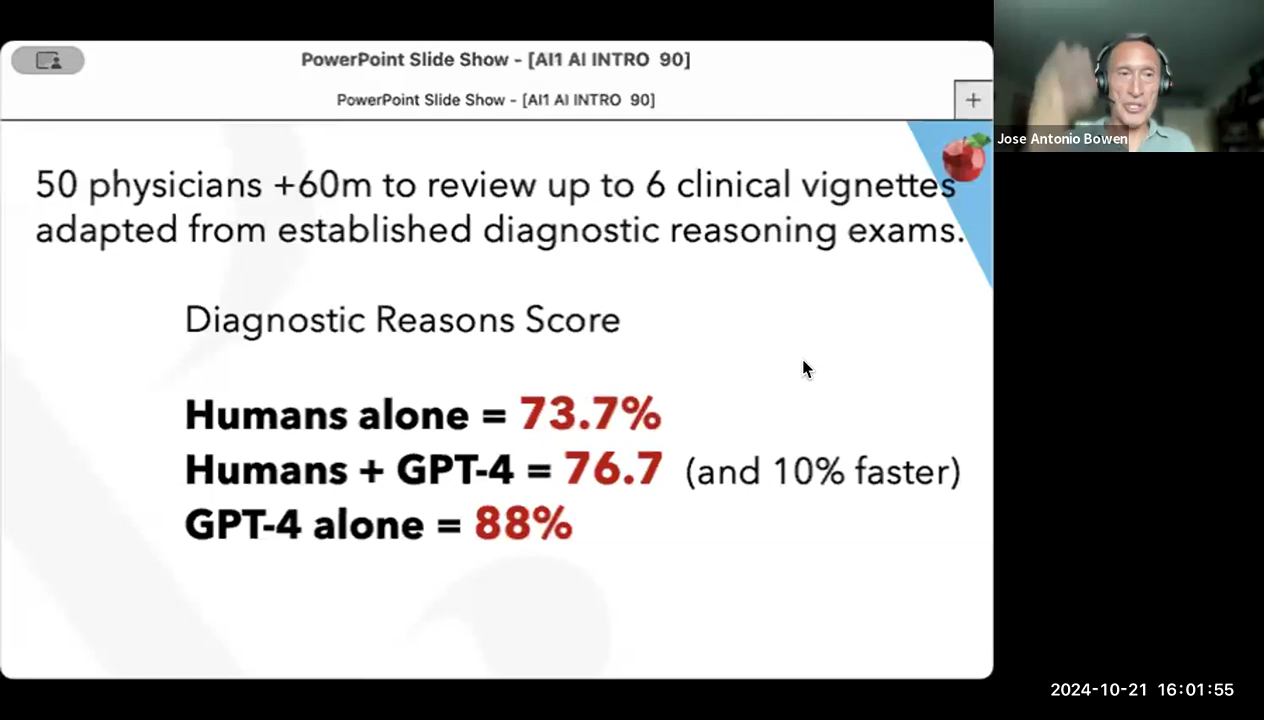 PowerPoint Slide Show - [AI1 AI INTRO 90]
PowerPoint Slide Show - [AI1 AI INTRO 90]
+
Jose Antonio Bowen
50 physicians +60m to review up to 6 clinical vignettes
adapted from established diagnostic reasoning exams.
Diagnostic Reasons Score
Humans alone = 73.7%
Humans + GPT-4 = 76.7 (and 10% faster)
GPT-4 alone = 88%
2024-10-21 16:01:55